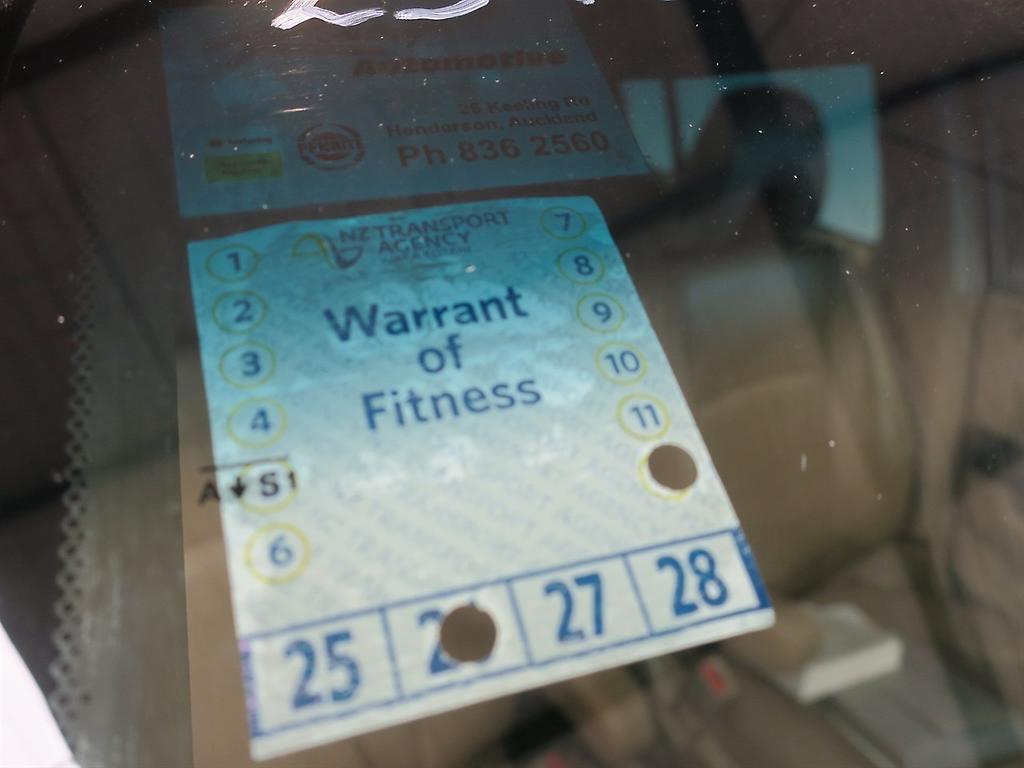 Automotive
26 Keeling Rd
Henderson, Auckland
Ph 836 2560
NZ TRANSPORT
AGENCY
Warrant
of
Fitness
1
2
3
4
A S1
6
7
8
9
10
11
25 2 27 28